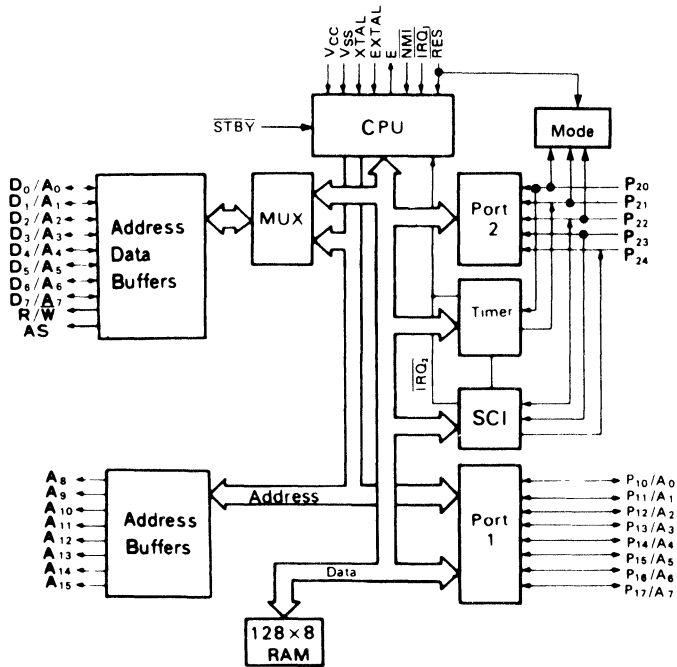 VCC
VSS
XTAL
EXTAL
E
NMI
IRQ1
RES
STBY
CPU
Mode
D0/A0
D1/A1
D2/A2
D3/A3
D4/A4
D5/A5
D6/A6
D7/A7
R/W
AS
Address
Data
Buffers
MUX
Port
2
P20
P21
P22
P23
P24
Timer
IRQ2
SCI
A8
A9
A10
A11
A12
A13
A14
A15
Address
Buffers
Address
Port
1
P10/A0
P11/A1
P12/A2
P13/A3
P14/A4
P15/A5
P16/A6
P17/A7
Data
128×8
RAM